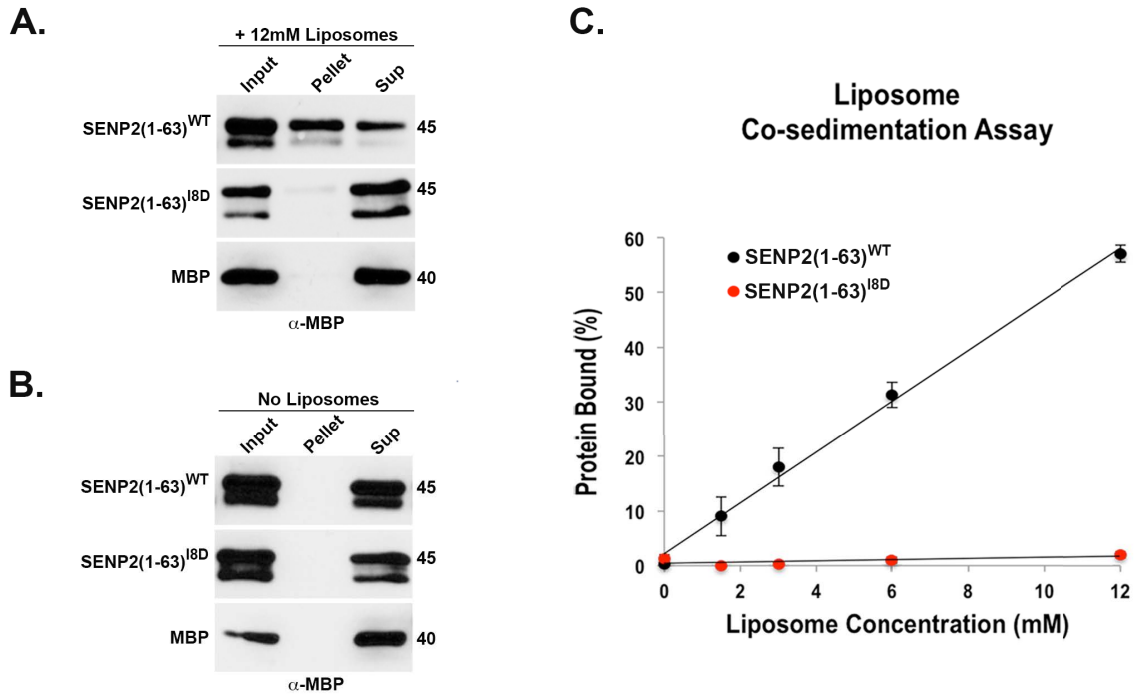 A.
+ 12mM Liposomes
Input Pellet Sup
SENP2(1-63)WT 45
SENP2(1-63)I8D 45
MBP 40
α-MBP
B.
No Liposomes
Input Pellet Sup
SENP2(1-63)WT 45
SENP2(1-63)I8D 45
MBP 40
α-MBP
C.
Liposome
Co-sedimentation Assay
SENP2(1-63)WT
SENP2(1-63)I8D
Protein Bound (%)
60
50
40
30
20
10
0
0 2 4 6 8 10 12
Liposome Concentration (mM)